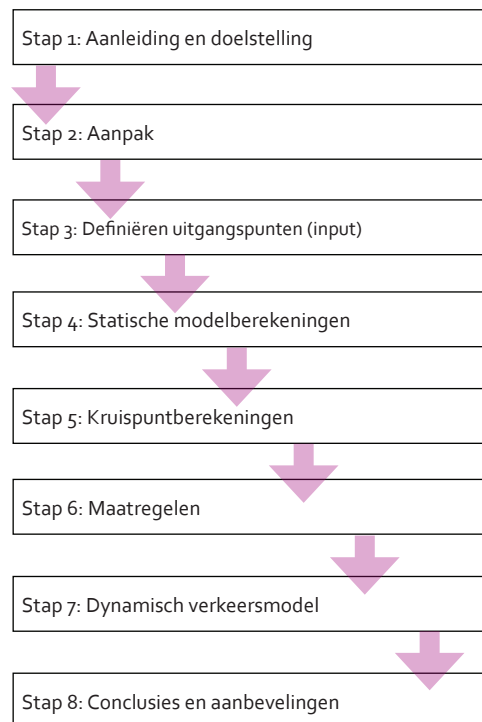 Stap 1: Aanleiding en doelstelling
Stap 2: Aanpak
Stap 3: Definiëren uitgangspunten (input)
Stap 4: Statische modelberekeningen
Stap 5: Kruispuntberekeningen
Stap 6: Maatregelen
Stap 7: Dynamisch verkeersmodel
Stap 8: Conclusies en aanbevelingen